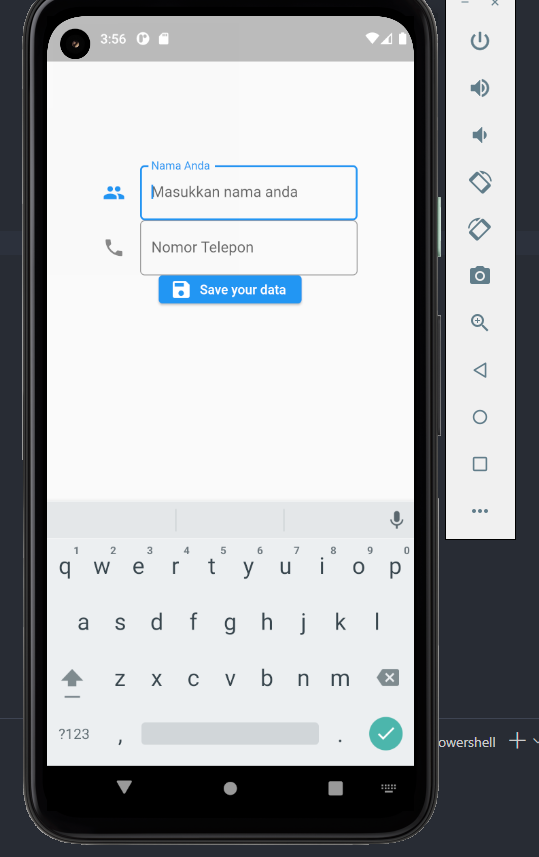 3:56
Nama Anda
Masukkan nama anda
Nomor Telepon
Save your data
1 2 3 4 5 6 7 8 9 0
q w e r t y u i o p
a s d f g h j k l
z x c v b n m
?123 , .
owershell